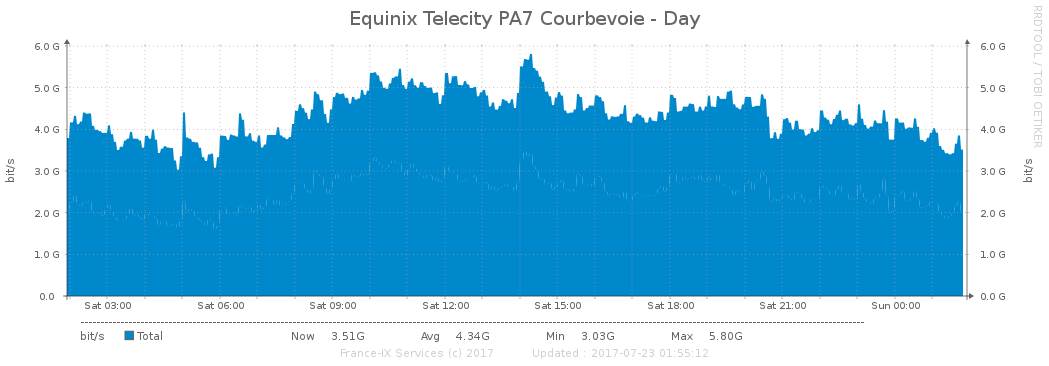 Equinix Telecity PA7 Courbevoie - Day
RRDTOOL / TOBI OETIKER
6.0 G 6.0 G
5.0 G 5.0 G
4.0 G 4.0 G
3.0 G 3.0 G
2.0 G 2.0 G
1.0 G 1.0 G
0.0 0.0 G
bit/s bit/s
Sat 03:00 Sat 06:00 Sat 09:00 Sat 12:00 Sat 15:00 Sat 18:00 Sat 21:00 Sun 00:00
bit/s Total Now 3.51G Avg 4.34G Min 3.03G Max 5.80G
France-IX Services (c) 2017 Updated : 2017-07-23 01:55:12